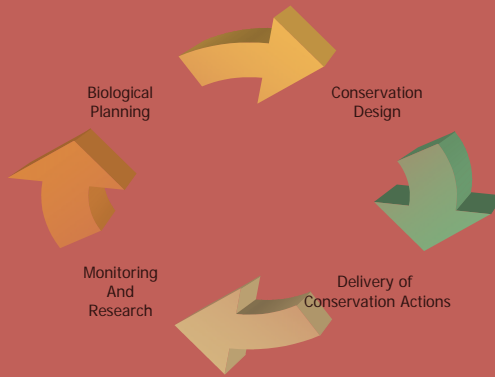 Biological
Planning
Conservation
Design
Delivery of
Conservation Actions
Monitoring
And
Research